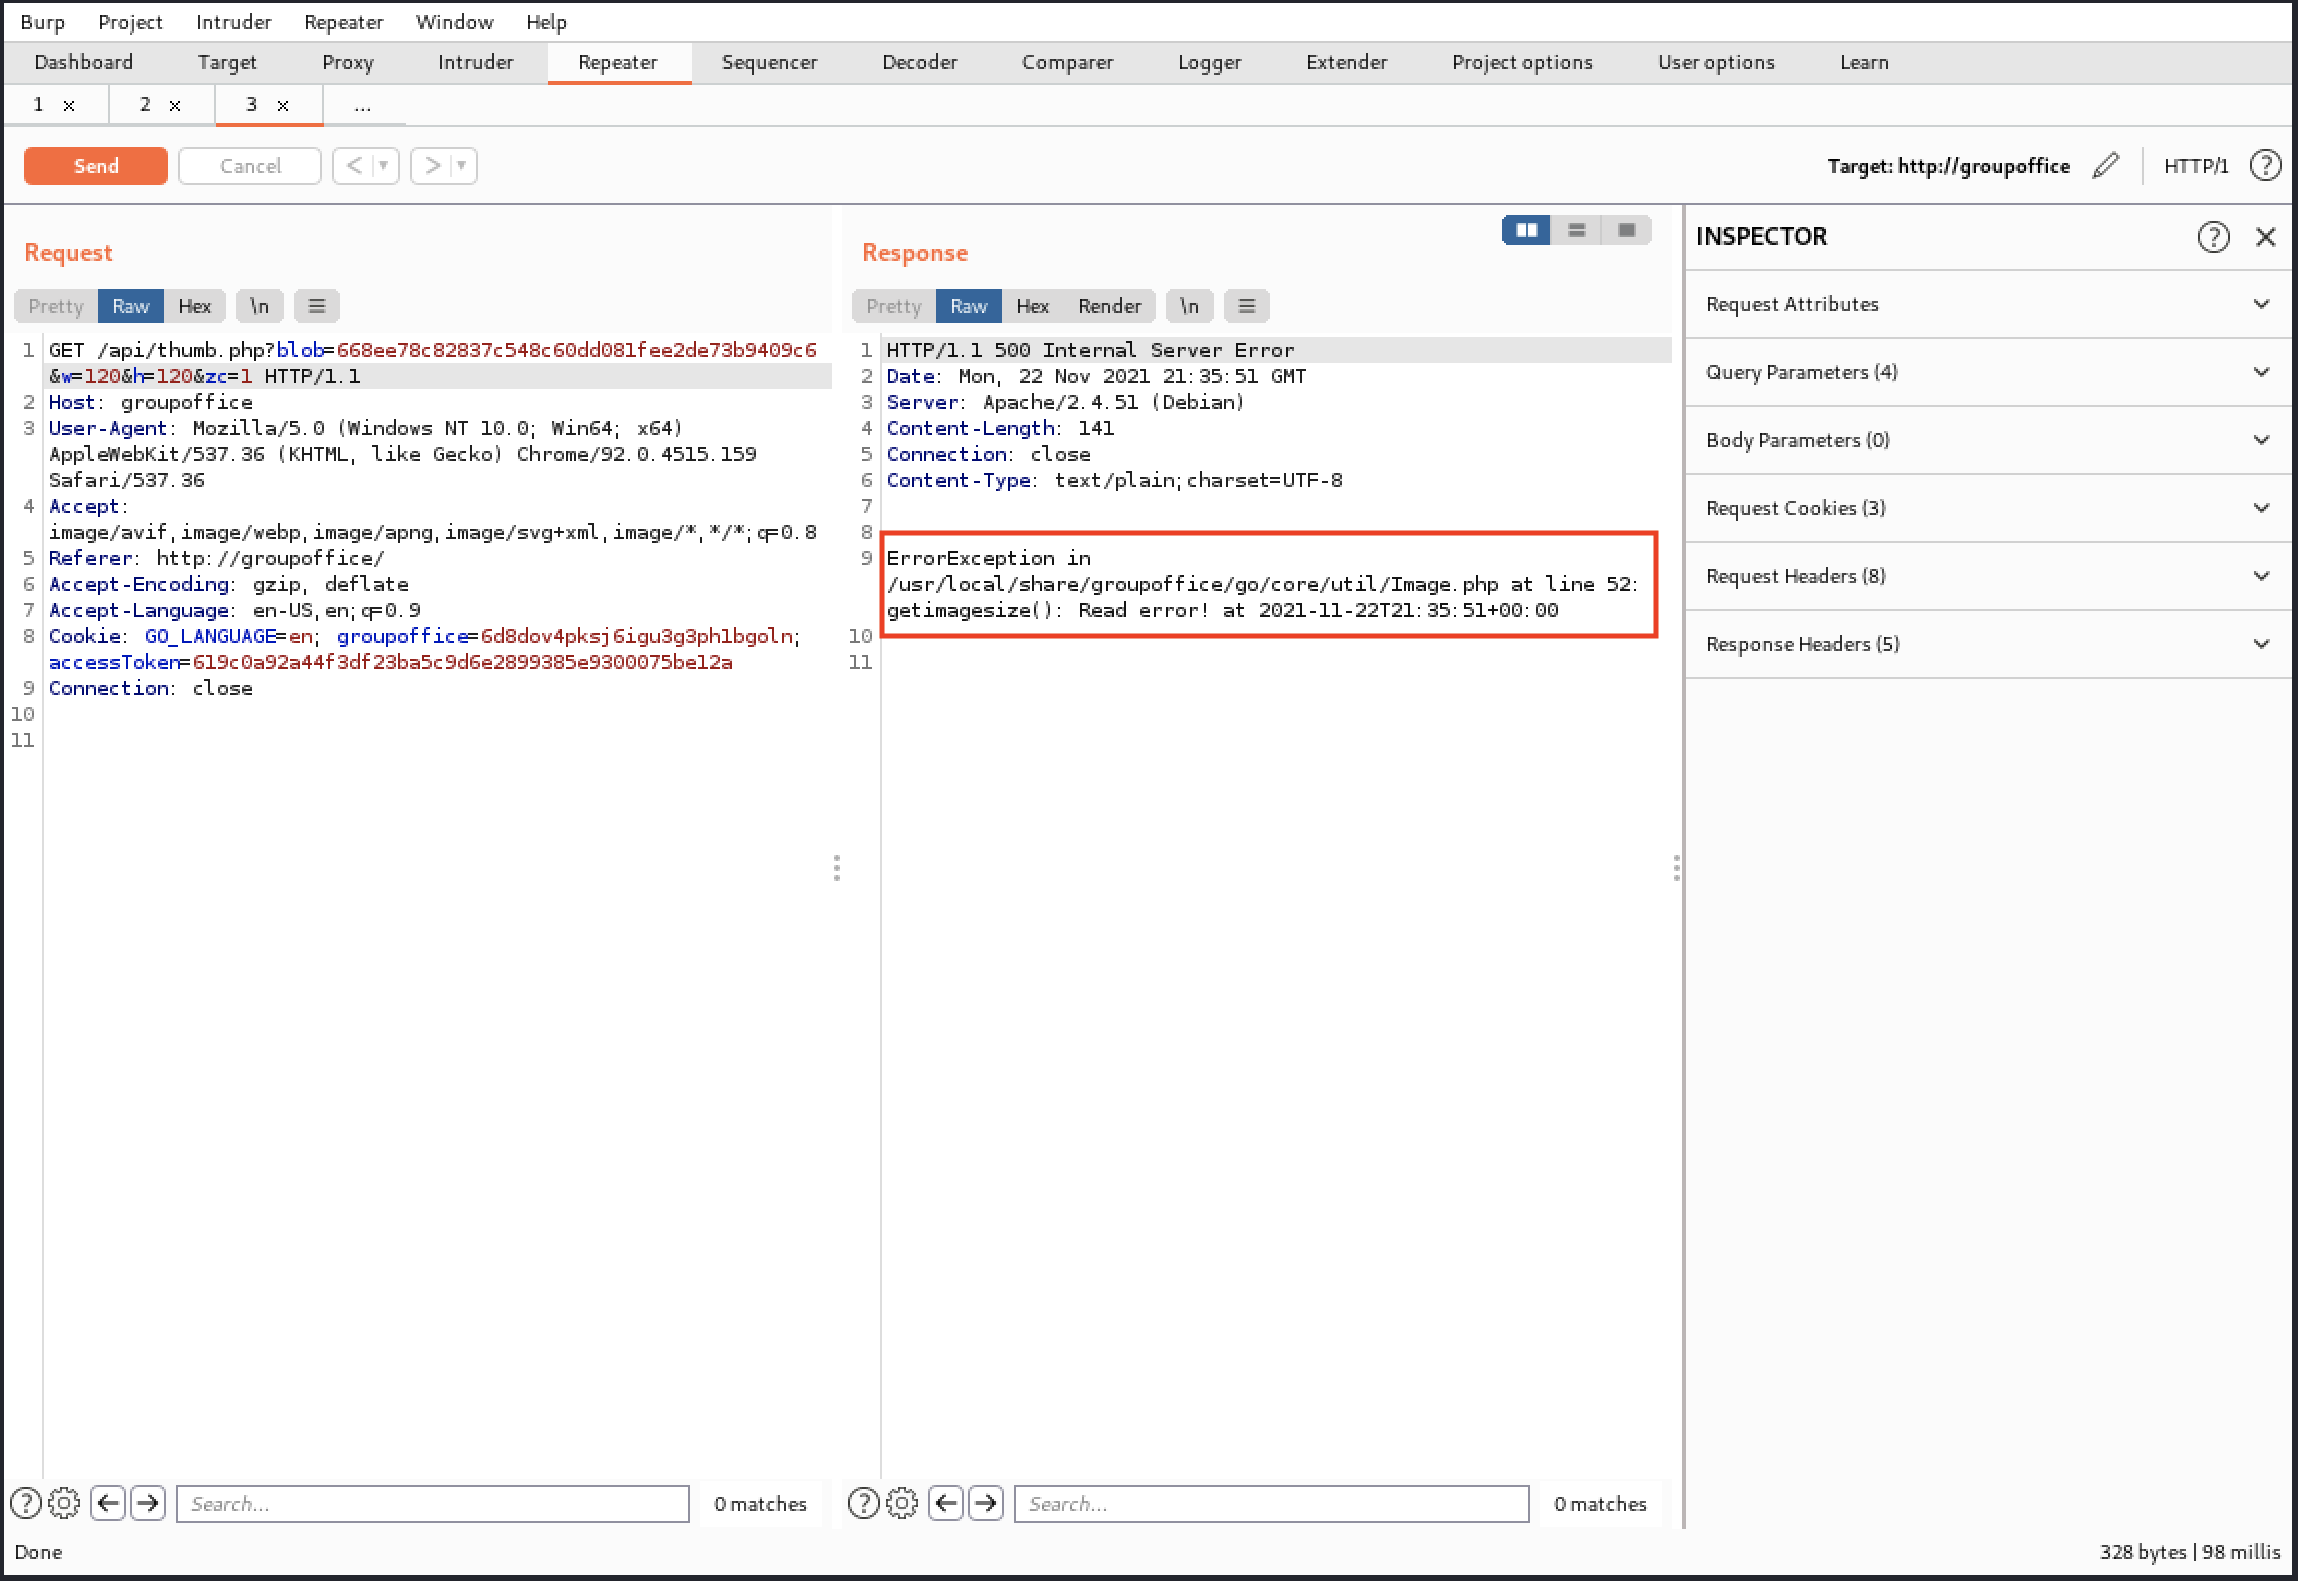 Burp Project Intruder Repeater Window Help
Dashboard Target Proxy Intruder Repeater Sequencer Decoder Comparer Logger Extender Project options User options Learn
1 × 2 × 3 × ...
Send Cancel < > Target: http://groupoffice HTTP/1 ?
Request
Pretty Raw Hex \n
1 GET /api/thumb.php?blob=668ee78c82837c548c60dd081fee2de73b9409c6
&w=120&h=120&zc=1 HTTP/1.1
2 Host: groupoffice
3 User-Agent: Mozilla/5.0 (Windows NT 10.0; Win64; x64)
AppleWebKit/537.36 (KHTML, like Gecko) Chrome/92.0.4515.159
Safari/537.36
4 Accept:
image/avif,image/webp,image/apng,image/svg+xml,image/*,*/*;q=0.8
5 Referer: http://groupoffice/
6 Accept-Encoding: gzip, deflate
7 Accept-Language: en-US,en;q=0.9
8 Cookie: GO_LANGUAGE=en; groupoffice=6d8dov4pksj6igu3g3ph1bgoln;
accessToken=619c0a92a44f3df23ba5c9d6e2899385e9300075be12a
9 Connection: close
10
11
? Search... 0 matches
Response
Pretty Raw Hex Render \n
1 HTTP/1.1 500 Internal Server Error
2 Date: Mon, 22 Nov 2021 21:35:51 GMT
3 Server: Apache/2.4.51 (Debian)
4 Content-Length: 141
5 Connection: close
6 Content-Type: text/plain;charset=UTF-8
7
8
9 ErrorException in
/usr/local/share/groupoffice/go/core/util/Image.php at line 52:
getimagesize(): Read error! at 2021-11-22T21:35:51+00:00
10
11
? Search... 0 matches
INSPECTOR ?
Request Attributes
Query Parameters (4)
Body Parameters (0)
Request Cookies (3)
Request Headers (8)
Response Headers (5)
Done
328 bytes | 98 millis